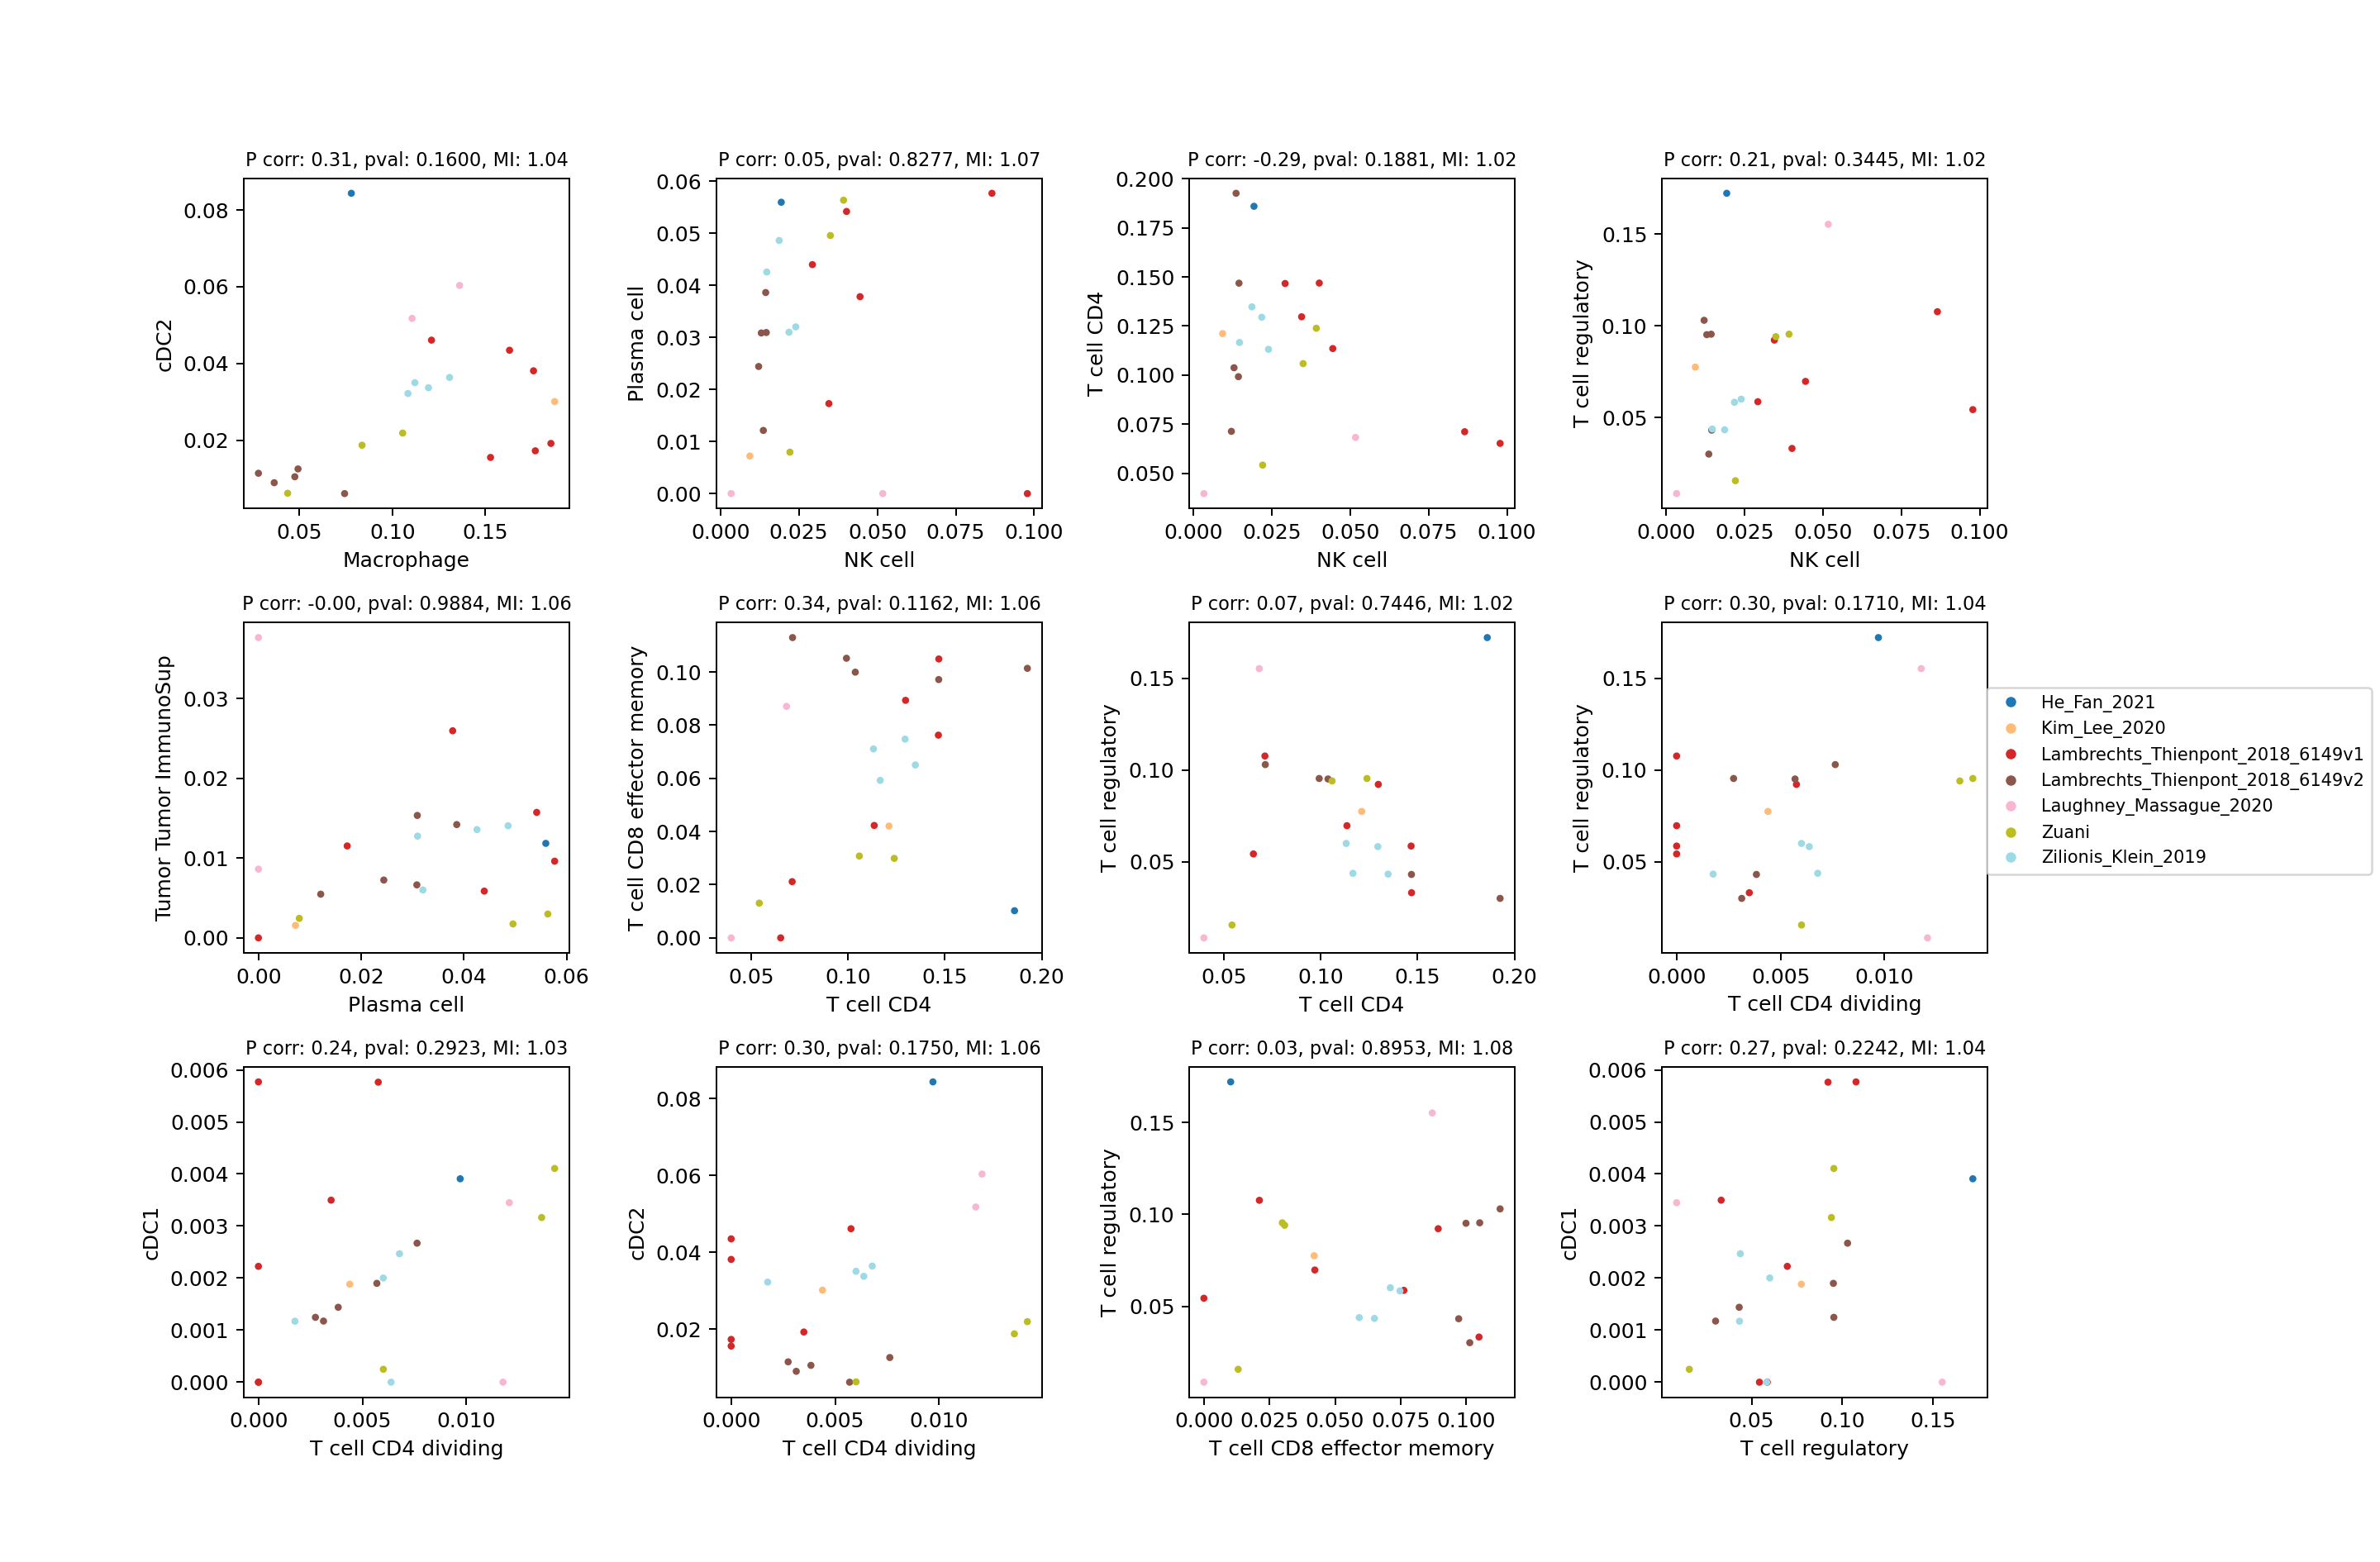 P corr: 0.31, pval: 0.1600, MI: 1.04
cDC2
0.08
0.06
0.04
0.02
0.05 0.10 0.15
Macrophage
P corr: 0.05, pval: 0.8277, MI: 1.07
Plasma cell
0.06
0.05
0.04
0.03
0.02
0.01
0.00
0.000 0.025 0.050 0.075 0.100
NK cell
P corr: -0.29, pval: 0.1881, MI: 1.02
T cell CD4
0.200
0.175
0.150
0.125
0.100
0.075
0.050
0.000 0.025 0.050 0.075 0.100
NK cell
P corr: 0.21, pval: 0.3445, MI: 1.02
T cell regulatory
0.15
0.10
0.05
0.000 0.025 0.050 0.075 0.100
NK cell
P corr: -0.00, pval: 0.9884, MI: 1.06
Tumor Tumor ImmunoSup
0.03
0.02
0.01
0.00
0.00 0.02 0.04 0.06
Plasma cell
P corr: 0.34, pval: 0.1162, MI: 1.06
T cell CD8 effector memory
0.10
0.08
0.06
0.04
0.02
0.00
0.05 0.10 0.15 0.20
T cell CD4
P corr: 0.07, pval: 0.7446, MI: 1.02
T cell regulatory
0.15
0.10
0.05
0.05 0.10 0.15 0.20
T cell CD4
P corr: 0.30, pval: 0.1710, MI: 1.04
T cell regulatory
0.15
0.10
0.05
0.000 0.005 0.010
T cell CD4 dividing
He_Fan_2021
Kim_Lee_2020
Lambrechts_Thienpont_2018_6149v1
Lambrechts_Thienpont_2018_6149v2
Laughney_Massague_2020
Zuani
Zilionis_Klein_2019
P corr: 0.24, pval: 0.2923, MI: 1.03
cDC1
0.006
0.005
0.004
0.003
0.002
0.001
0.000
0.000 0.005 0.010
T cell CD4 dividing
P corr: 0.30, pval: 0.1750, MI: 1.06
cDC2
0.08
0.06
0.04
0.02
0.000 0.005 0.010
T cell CD4 dividing
P corr: 0.03, pval: 0.8953, MI: 1.08
T cell regulatory
0.15
0.10
0.05
0.000 0.025 0.050 0.075 0.100
T cell CD8 effector memory
P corr: 0.27, pval: 0.2242, MI: 1.04
cDC1
0.006
0.005
0.004
0.003
0.002
0.001
0.000
0.05 0.10 0.15
T cell regulatory